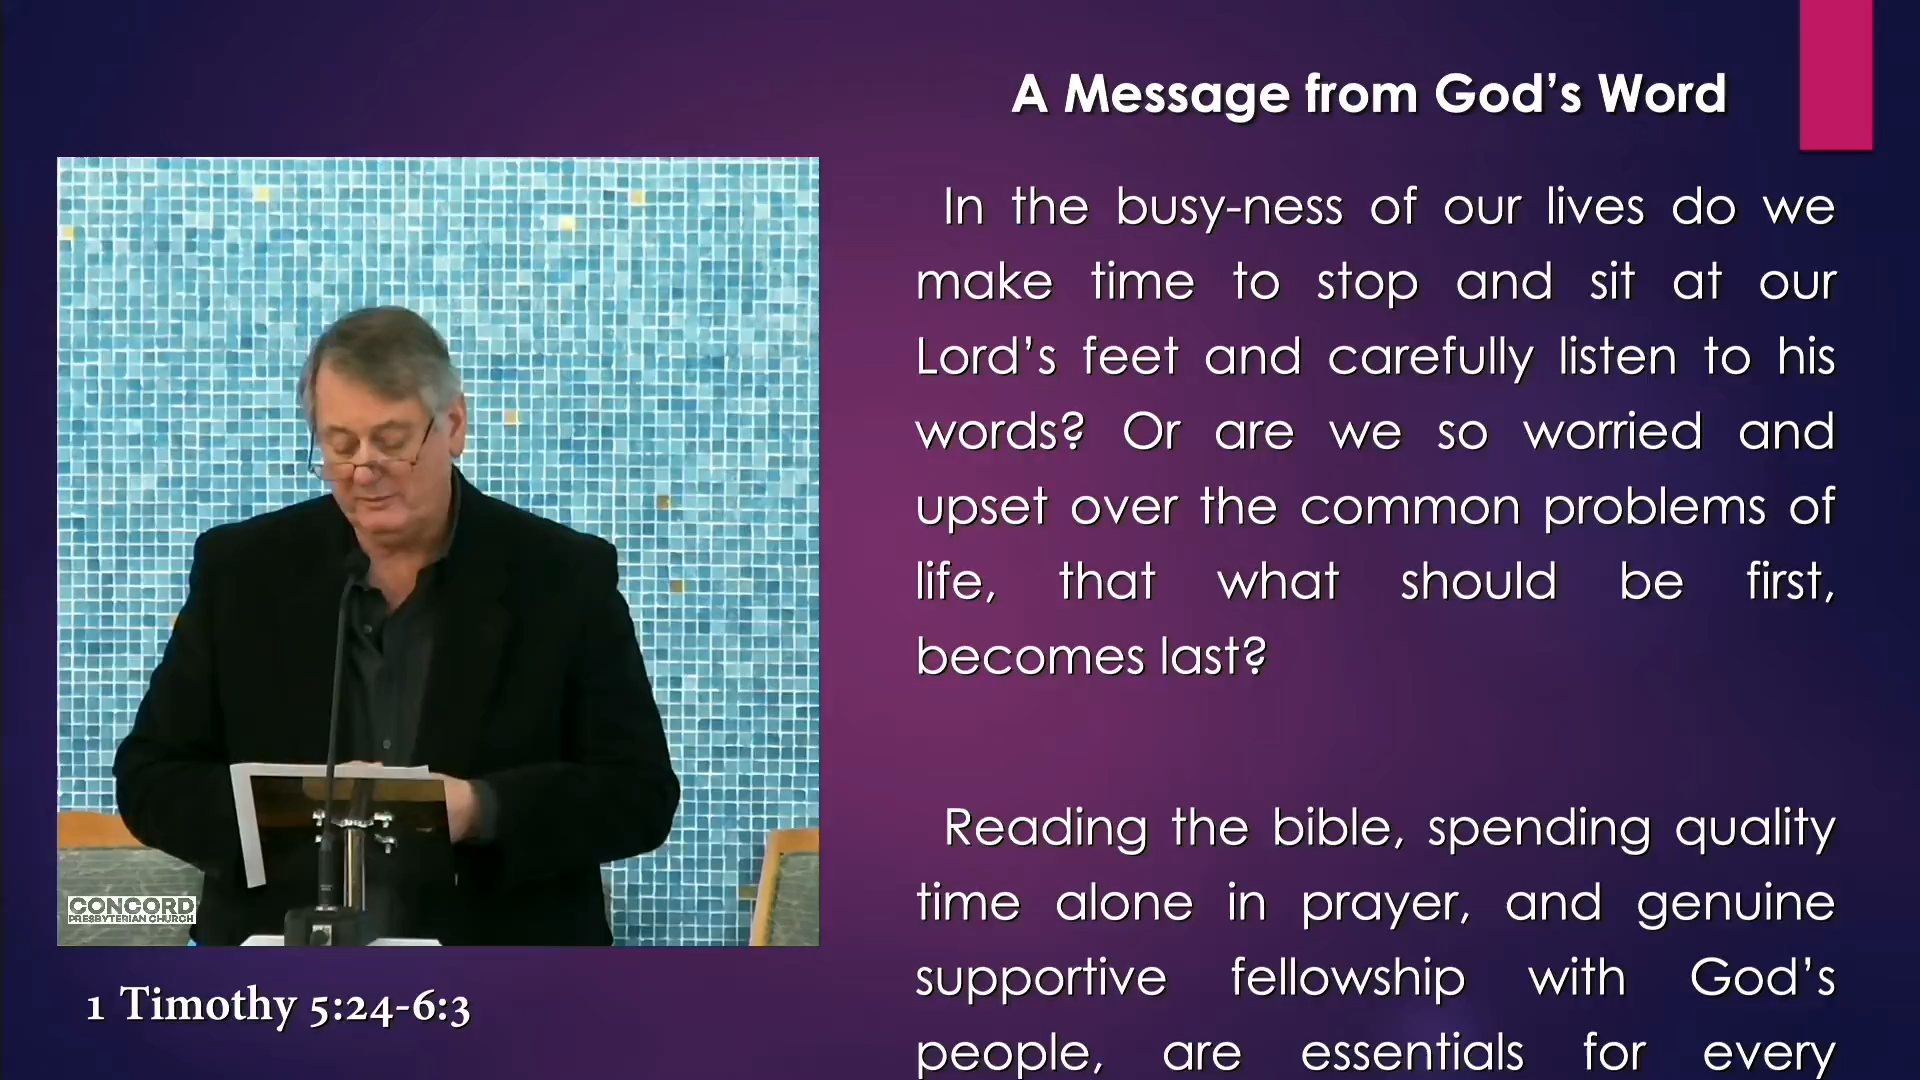 A Message from God's Word
In the busy-ness of our lives do we
make time to stop and sit at our
Lord's feet and carefully listen to his
words? Or are we so worried and
upset over the common problems of
life, that what should be first,
becomes last?
Reading the bible, spending quality
time alone in prayer, and genuine
supportive fellowship with God's
people, are essentials for every
CONCORD
PRESBYTERIAN CHURCH
1 Timothy 5:24-6:3